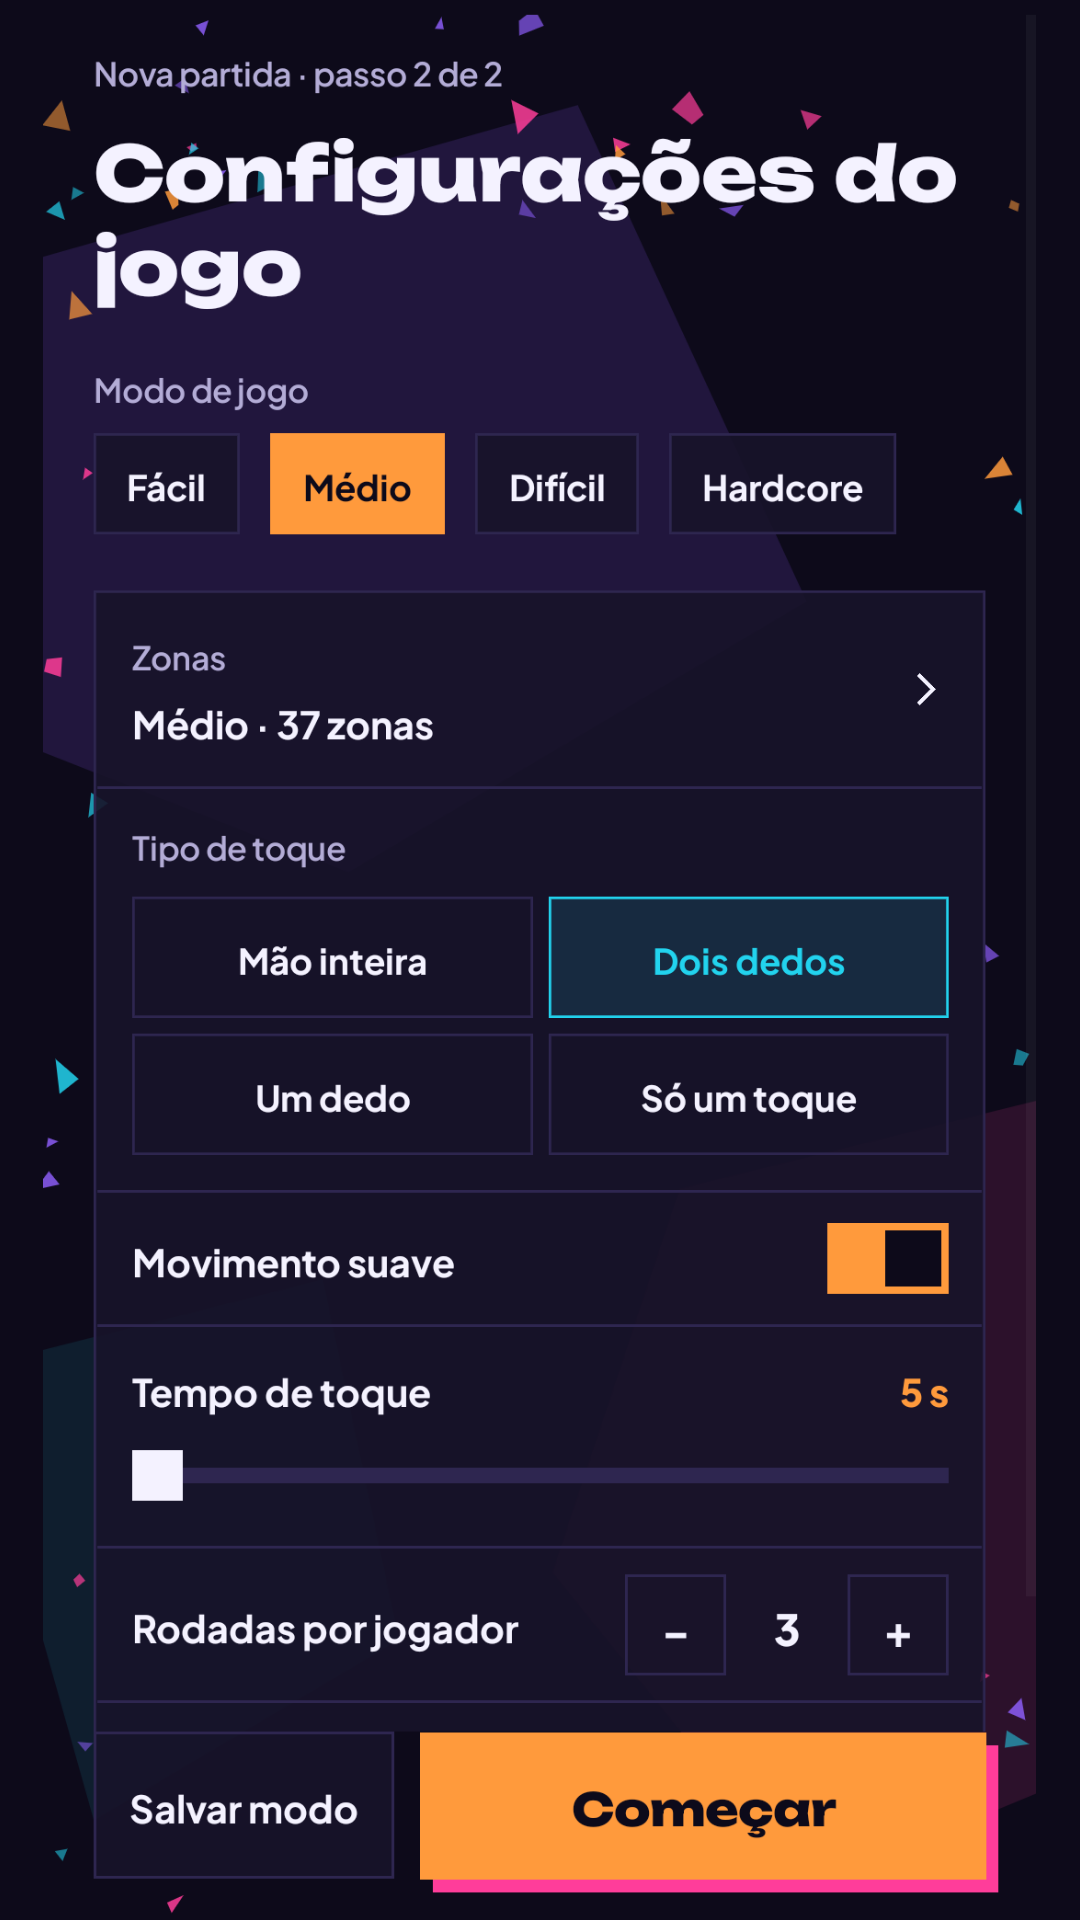 Nova partida · passo 2 de 2
Configurações do
jogo
Modo de jogo
Fácil
Médio
Difícil
Hardcore
Zonas
Médio · 37 zonas
Tipo de toque
Mão inteira
Dois dedos
Um dedo
Só um toque
Movimento suave
Tempo de toque
5 s
Rodadas por jogador
−
3
+
Salvar modo
Começar